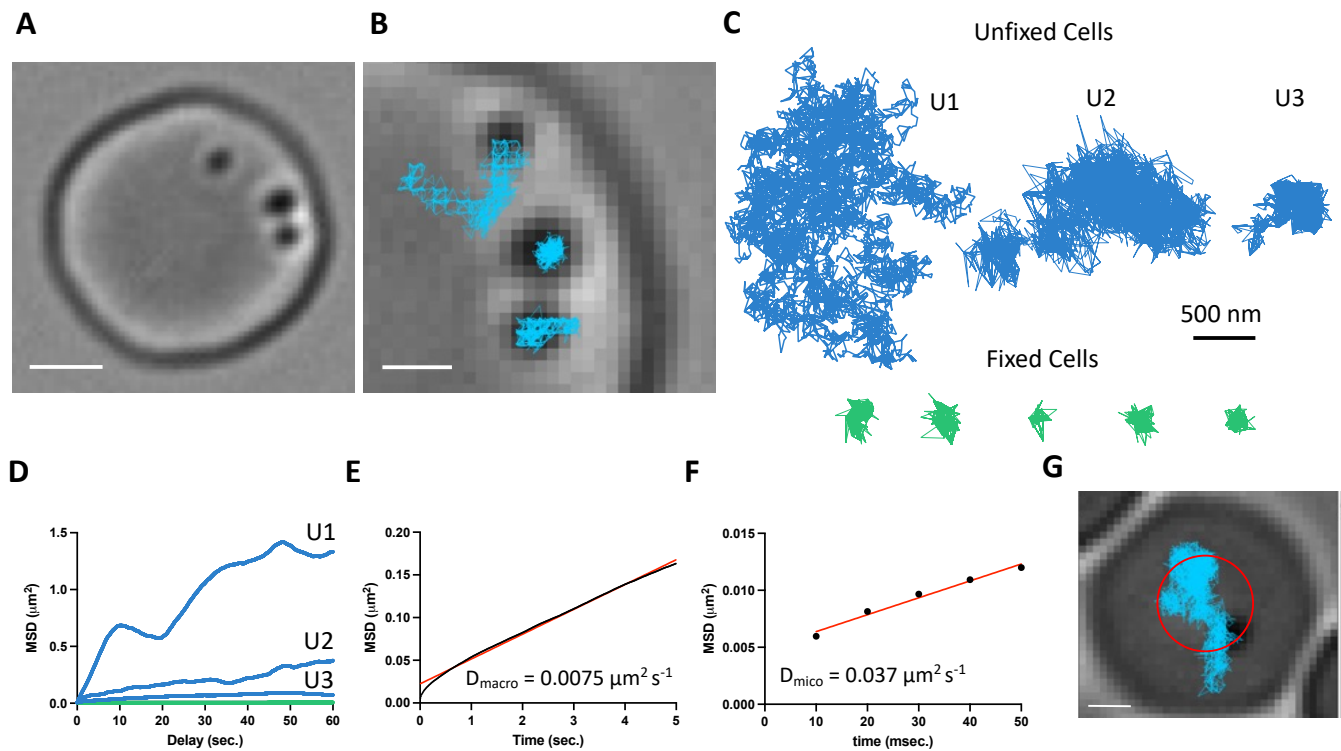 A
B
C
Unfixed Cells
U1
U2
U3
500 nm
Fixed Cells
D
MSD (μm²)
1.5
1.0
0.5
0.0
0 10 20 30 40 50 60
Delay (sec.)
U1
U2
U3
E
MSD (μm²)
0.20
0.15
0.10
0.05
0.00
0 1 2 3 4 5
Time (sec.)
Dmacro = 0.0075 μm² s⁻¹
F
MSD (μm²)
0.015
0.010
0.005
0.000
0 10 20 30 40 50
time (msec.)
Dmico = 0.037 μm² s⁻¹
G